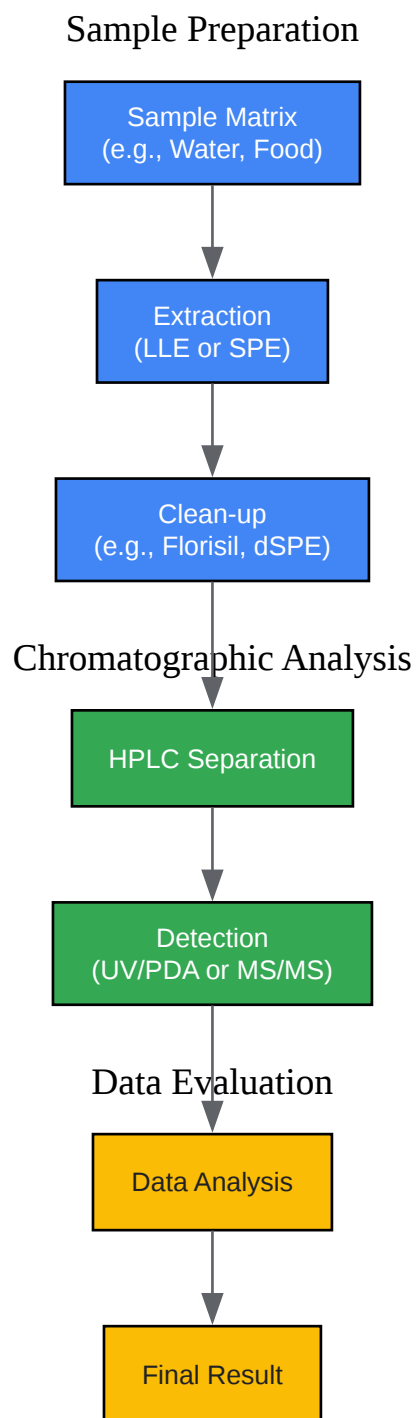 Sample Preparation
Sample Matrix
(e.g., Water, Food)
Extraction
(LLE or SPE)
Clean-up
(e.g., Florisil, dSPE)
Chromatographic Analysis
HPLC Separation
Detection
(UV/PDA or MS/MS)
Data Evaluation
Data Analysis
Final Result